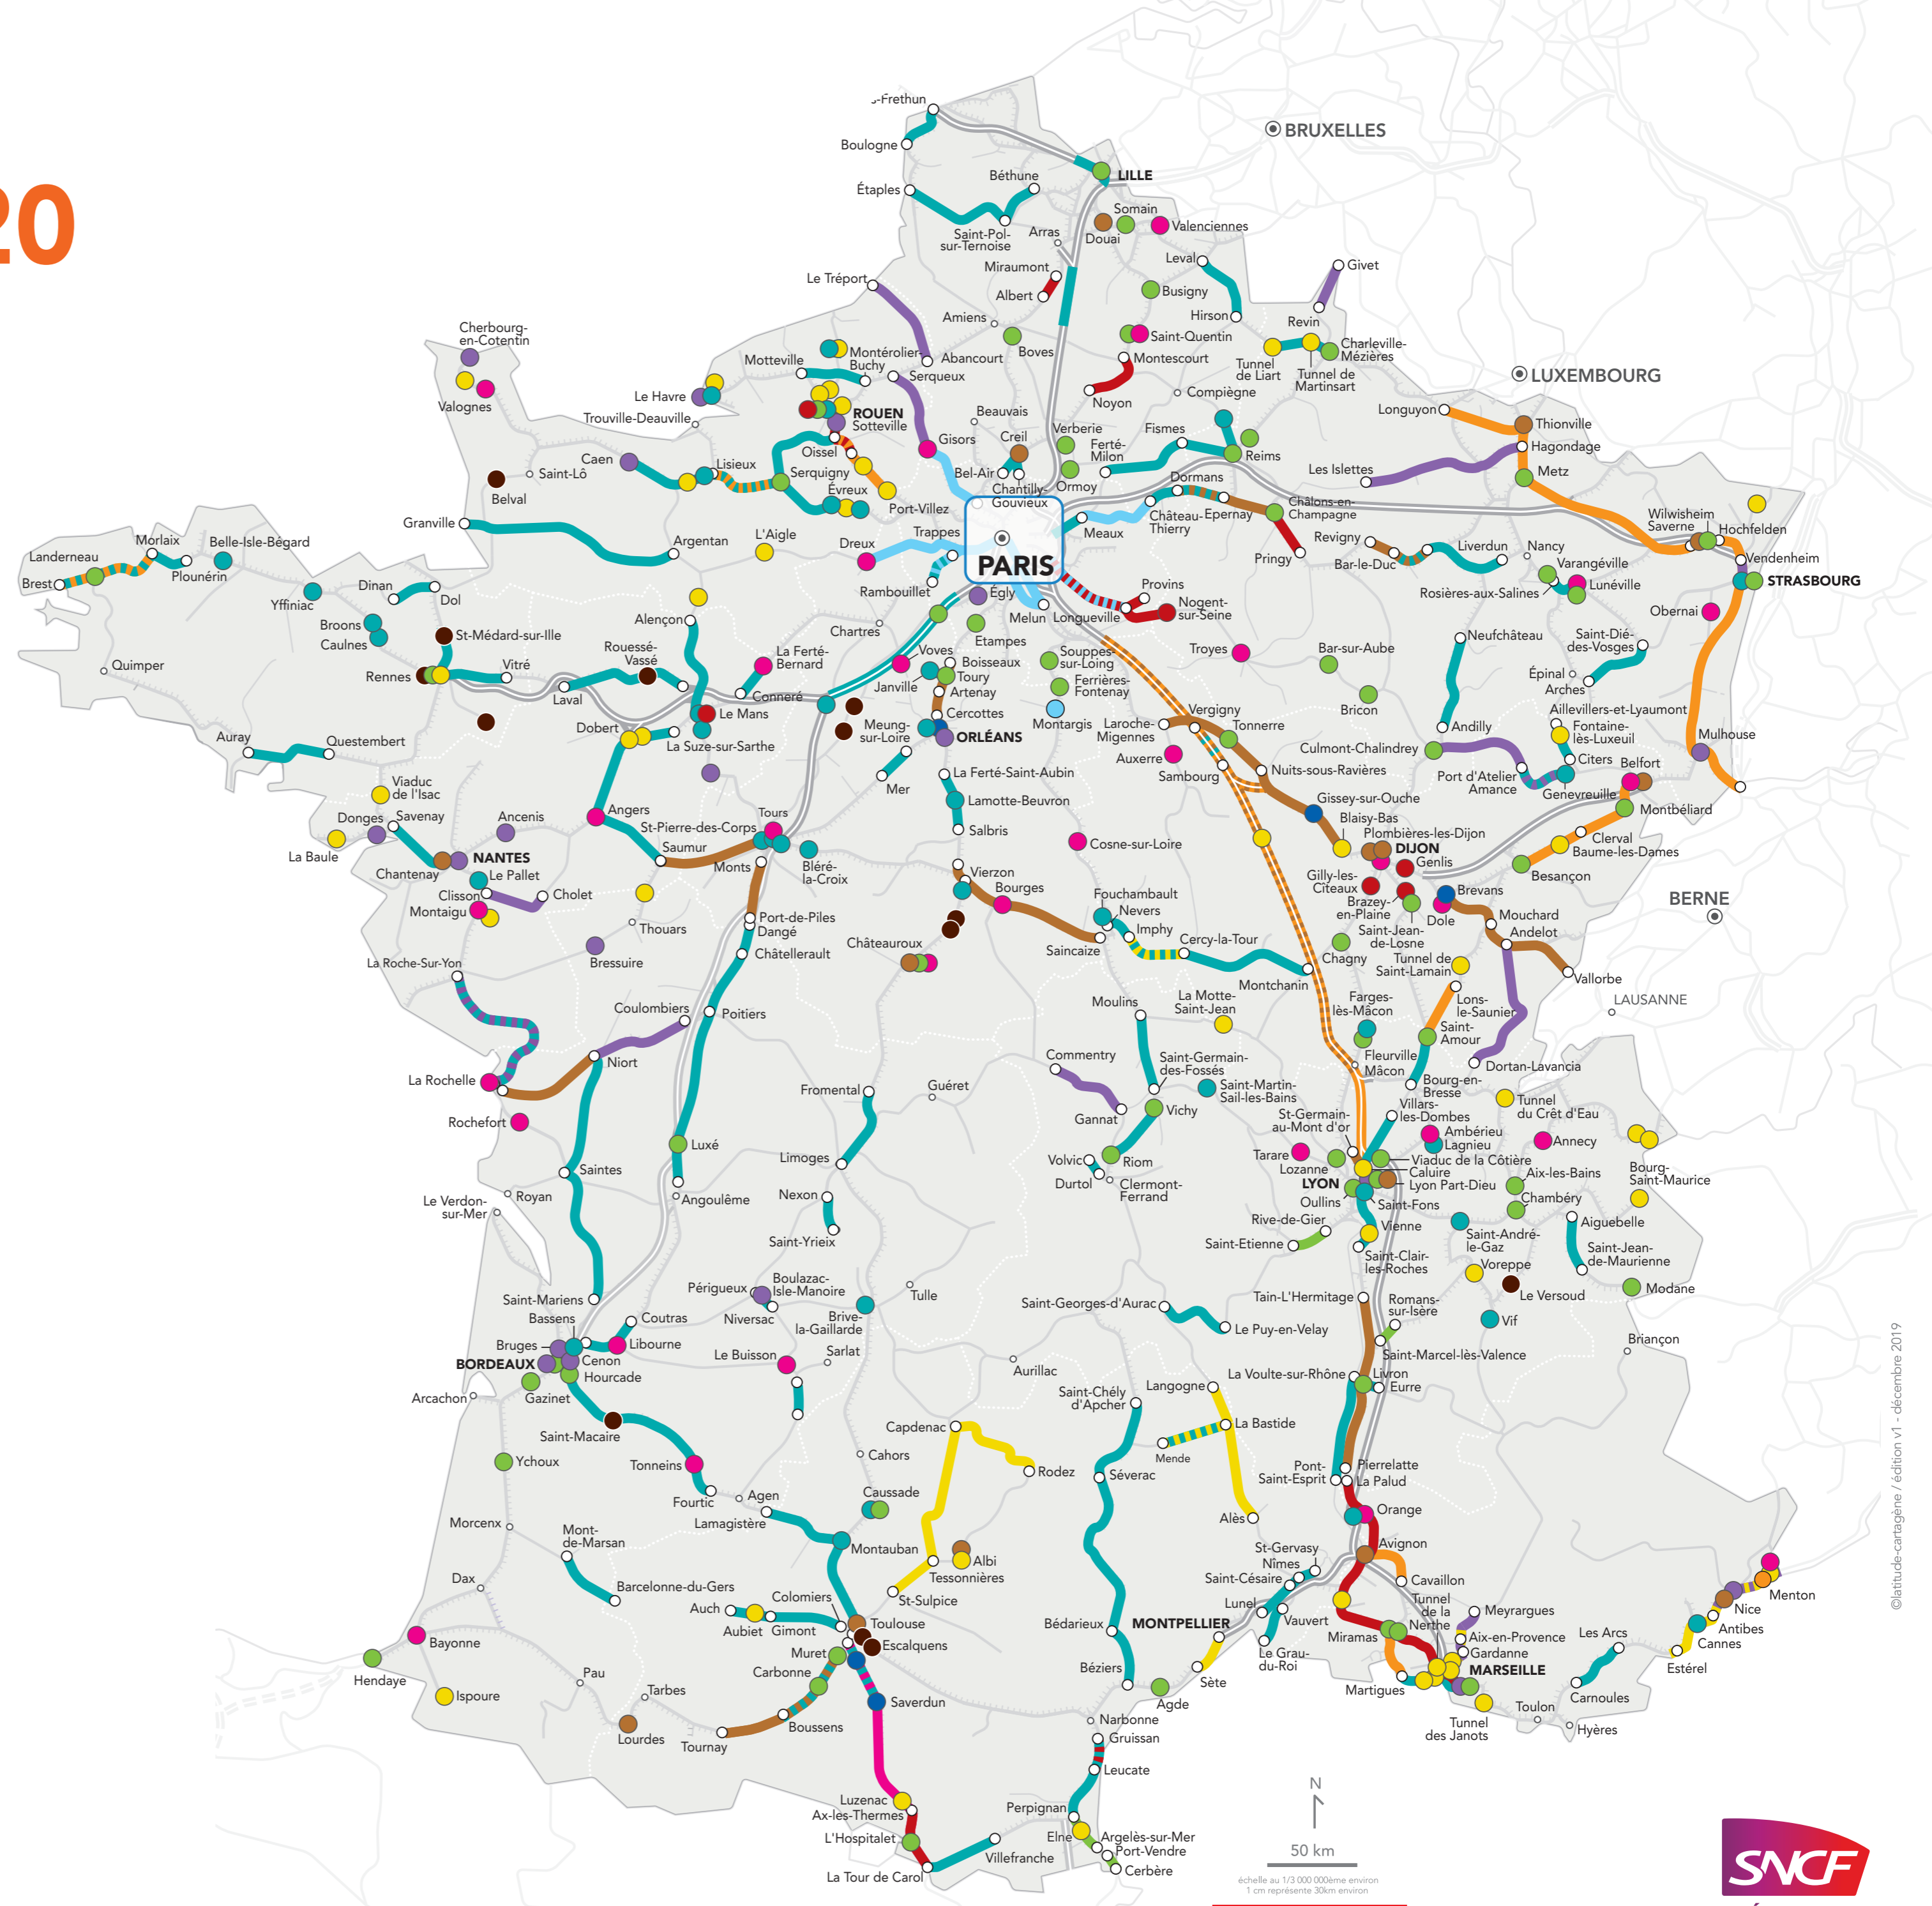 20
-Frethun
BRUXELLES
Boulogne
LILLE
Béthune
Étaples
Somain
Douai
Valenciennes
Saint-Pol-
sur-Ternoise
Arras
Leval
Givet
Miraumont
Le Tréport
Albert
Busigny
Amiens
Hirson
Revin
Cherbourg-
en-Cotentin
Saint-Quentin
Charleville-
Mézières
Boves
Montérolier-
Buchy
Abancourt
Montescourt
Tunnel
de Liart
Tunnel de
Martinsart
LUXEMBOURG
Motteville
Serqueux
Compiègne
Noyon
Valognes
Le Havre
Trouville-Deauville
ROUEN
Sotteville
Beauvais
Longuyon
Thionville
Creil
Verberie
Fismes
Gisors
Ferté-
Milon
Hagondage
Oissel
Reims
Caen
Lisieux
Serquigny
Bel-Air
Les Islettes
Metz
Saint-Lô
Belval
Évreux
Chantilly-
Gouvieux
Ormoy
Dormans
Châlons-en-
Champagne
Port-Villez
Château-
Thierry
Epernay
Wilwisheim
Saverne
Hochfelden
Granville
Argentan
L'Aigle
Trappes
Meaux
Revigny
Liverdun
Nancy
Morlaix
Belle-Isle-Bégard
Dreux
PARIS
Pringy
Bar-le-Duc
Vendenheim
Landerneau
Plounérin
Varangéville
Lunéville
STRASBOURG
Brest
Dinan
Dol
Rambouillet
Égly
Provins
Rosières-aux-Salines
Yffiniac
Melun
Longueville
Nogent-
sur-Seine
Obernai
Broons
Caulnes
Alençon
Chartres
Etampes
St-Médard-sur-Ille
Neufchâteau
Saint-Dié-
des-Vosges
Quimper
Rouessé-
Vassé
La Ferté-
Bernard
Voves
Boisseaux
Toury
Souppes-
sur-Loing
Troyes
Bar-sur-Aube
Rennes
Vitré
Janville
Artenay
Ferrières-
Fontenay
Épinal
Arches
Laval
Conneré
Cercottes
Montargis
Bricon
Aillevillers-et-Lyaumont
Le Mans
Meung-
sur-Loire
ORLÉANS
Laroche-
Migennes
Vergigny
Tonnerre
Andilly
Fontaine-
lès-Luxeuil
Dobert
La Suze-sur-Sarthe
Mulhouse
Auray
Questembert
Auxerre
Culmont-Chalindrey
Citers
Belfort
La Ferté-Saint-Aubin
Sambourg
Nuits-sous-Ravières
Port d'Atelier
Amance
Genevreuille
Viaduc
de l'Isac
Mer
Lamotte-Beuvron
Gissey-sur-Ouche
Montbéliard
Donges
Savenay
Ancenis
Angers
Tours
Blaisy-Bas
La Baule
St-Pierre-des-Corps
Salbris
Cosne-sur-Loire
Plombières-les-Dijon
Clerval
Baume-les-Dames
NANTES
Saumur
DIJON
Chantenay
Monts
Bléré-
la-Croix
Vierzon
Genlis
Besançon
Le Pallet
Bourges
Gilly-les-
Cîteaux
Brevans
BERNE
Clisson
Cholet
Fouchambault
Nevers
Brazey-
en-Plaine
Dole
Montaigu
Thouars
Port-de-Piles
Dangé
Mouchard
Imphy
Saint-Jean-
de-Losne
Andelot
Châteauroux
Saincaize
Cercy-la-Tour
Bressuire
Châtellerault
Chagny
Tunnel de
Saint-Lamain
La Roche-Sur-Yon
Vallorbe
Montchanin
LAUSANNE
Coulombiers
Poitiers
Moulins
La Motte-
Saint-Jean
Farges-
lès-Mâcon
Lons-
le-Saunier
Saint-
Amour
Niort
Commentry
Saint-Germain-
des-Fossés
Fleurville
Mâcon
Dortan-Lavancia
La Rochelle
Fromental
Guéret
Saint-Martin-
Sail-les-Bains
Bourg-en-
Bresse
Rochefort
Gannat
Vichy
St-Germain-
au-Mont d'or
Villars-
les-Dombes
Tunnel
du Crêt d'Eau
Luxé
Ambérieu
Lagnieu
Annecy
Limoges
Volvic
Riom
Tarare
Lozanne
Viaduc de la Côtière
Caluire
Aix-les-Bains
Bourg-
Saint-Maurice
Saintes
Durtol
Clermont-
Ferrand
LYON
Lyon Part-Dieu
Royan
Angoulême
Nexon
Oullins
Saint-Fons
Chambéry
Le Verdon-
sur-Mer
Rive-de-Gier
Vienne
Aiguebelle
Saint-Yrieix
Saint-Etienne
Saint-Clair-
les-Roches
Saint-André-
le-Gaz
Saint-Jean-
de-Maurienne
Voreppe
Périgueux
Boulazac-
Isle-Manoire
Tulle
Modane
Saint-Mariens
Niversac
Saint-Georges-d'Aurac
Tain-L'Hermitage
Romans-
sur-Isère
Le Versoud
Bassens
Coutras
Brive-
la-Gaillarde
Le Puy-en-Velay
Vif
Bruges
Libourne
Briançon
BORDEAUX
Cenon
Le Buisson
Sarlat
Saint-Marcel-lès-Valence
Hourcade
Aurillac
La Voulte-sur-Rhône
Livron
Eurre
Arcachon
Gazinet
Saint-Chély
d'Apcher
Langogne
Saint-Macaire
Capdenac
La Bastide
Ychoux
Tonneins
Cahors
Rodez
Mende
Séverac
Pont-
Saint-Esprit
Pierrelatte
La Palud
Fourtic
Agen
Caussade
Orange
Morcenx
Mont-
de-Marsan
Lamagistère
Alès
Montauban
Albi
Avignon
St-Gervasy
Nîmes
Dax
Barcelonne-du-Gers
Tessonnières
Saint-Césaire
Cavaillon
Menton
Colomiers
St-Sulpice
Tunnel
de la
Nerthe
Nice
Auch
Aubiet
Gimont
Toulouse
Lunel
Vauvert
Meyrargues
Antibes
Bayonne
Escalquens
Bédarieux
MONTPELLIER
Miramas
Aix-en-Provence
Les Arcs
Cannes
Muret
Le Grau-
du-Roi
Gardanne
Estérel
Hendaye
Pau
Carbonne
Béziers
Sète
MARSEILLE
Ispoure
Tarbes
Saverdun
Agde
Martigues
Carnoules
Lourdes
Boussens
Narbonne
Toulon
Tournay
Gruissan
Tunnel
des Janots
Hyères
Leucate
N
Luzenac
Ax-les-Thermes
Perpignan
L'Hospitalet
Elne
Argelès-sur-Mer
Port-Vendre
50 km
Villefranche
Cerbère
La Tour de Carol
échelle au 1/3 000 000ème environ
1 cm représente 30km environ
SNCF
©latitude-cartagène / édition v1 - décembre 2019